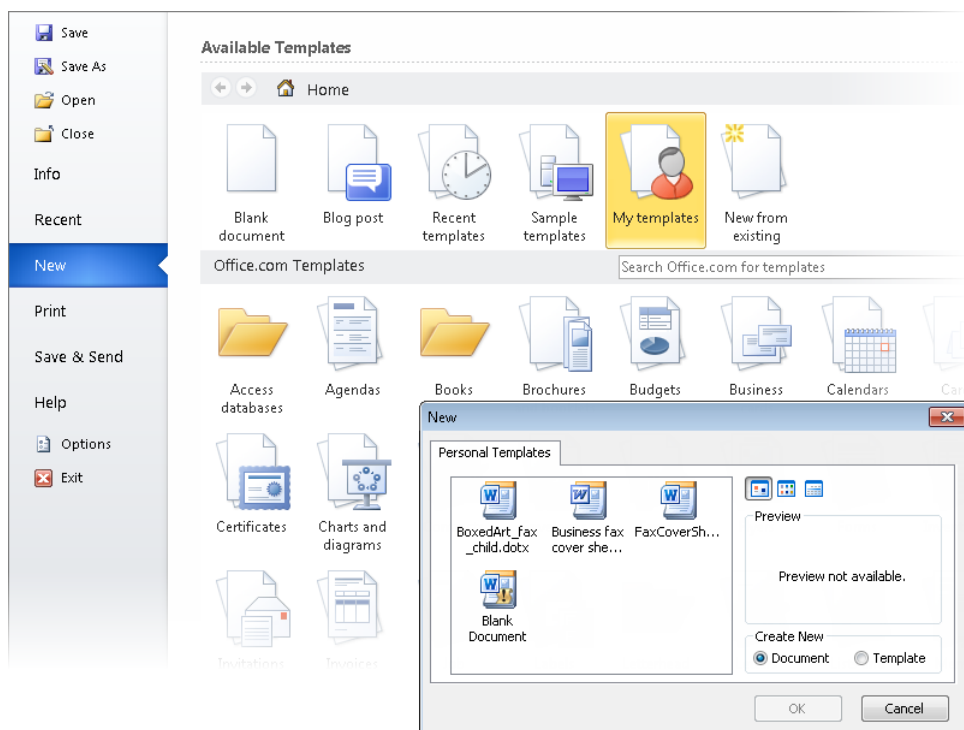 Save
Save As
Open
Close
Info
Recent
New
Print
Save & Send
Help
Options
Exit
Available Templates
Home
Blank
document
Blog post
Recent
templates
Sample
templates
My templates
New from
existing
Office.com Templates
Search Office.com for templates
Access
databases
Agendas
Books
Brochures
Budgets
Business
Calendars
Certificates
Charts and
diagrams
Invitations
Invoices
New
Personal Templates
BoxedArt_fax
_child.dotx
Business fax
cover she...
FaxCoverSh...
Blank
Document
Preview
Preview not available.
Create New
Document
Template
OK
Cancel